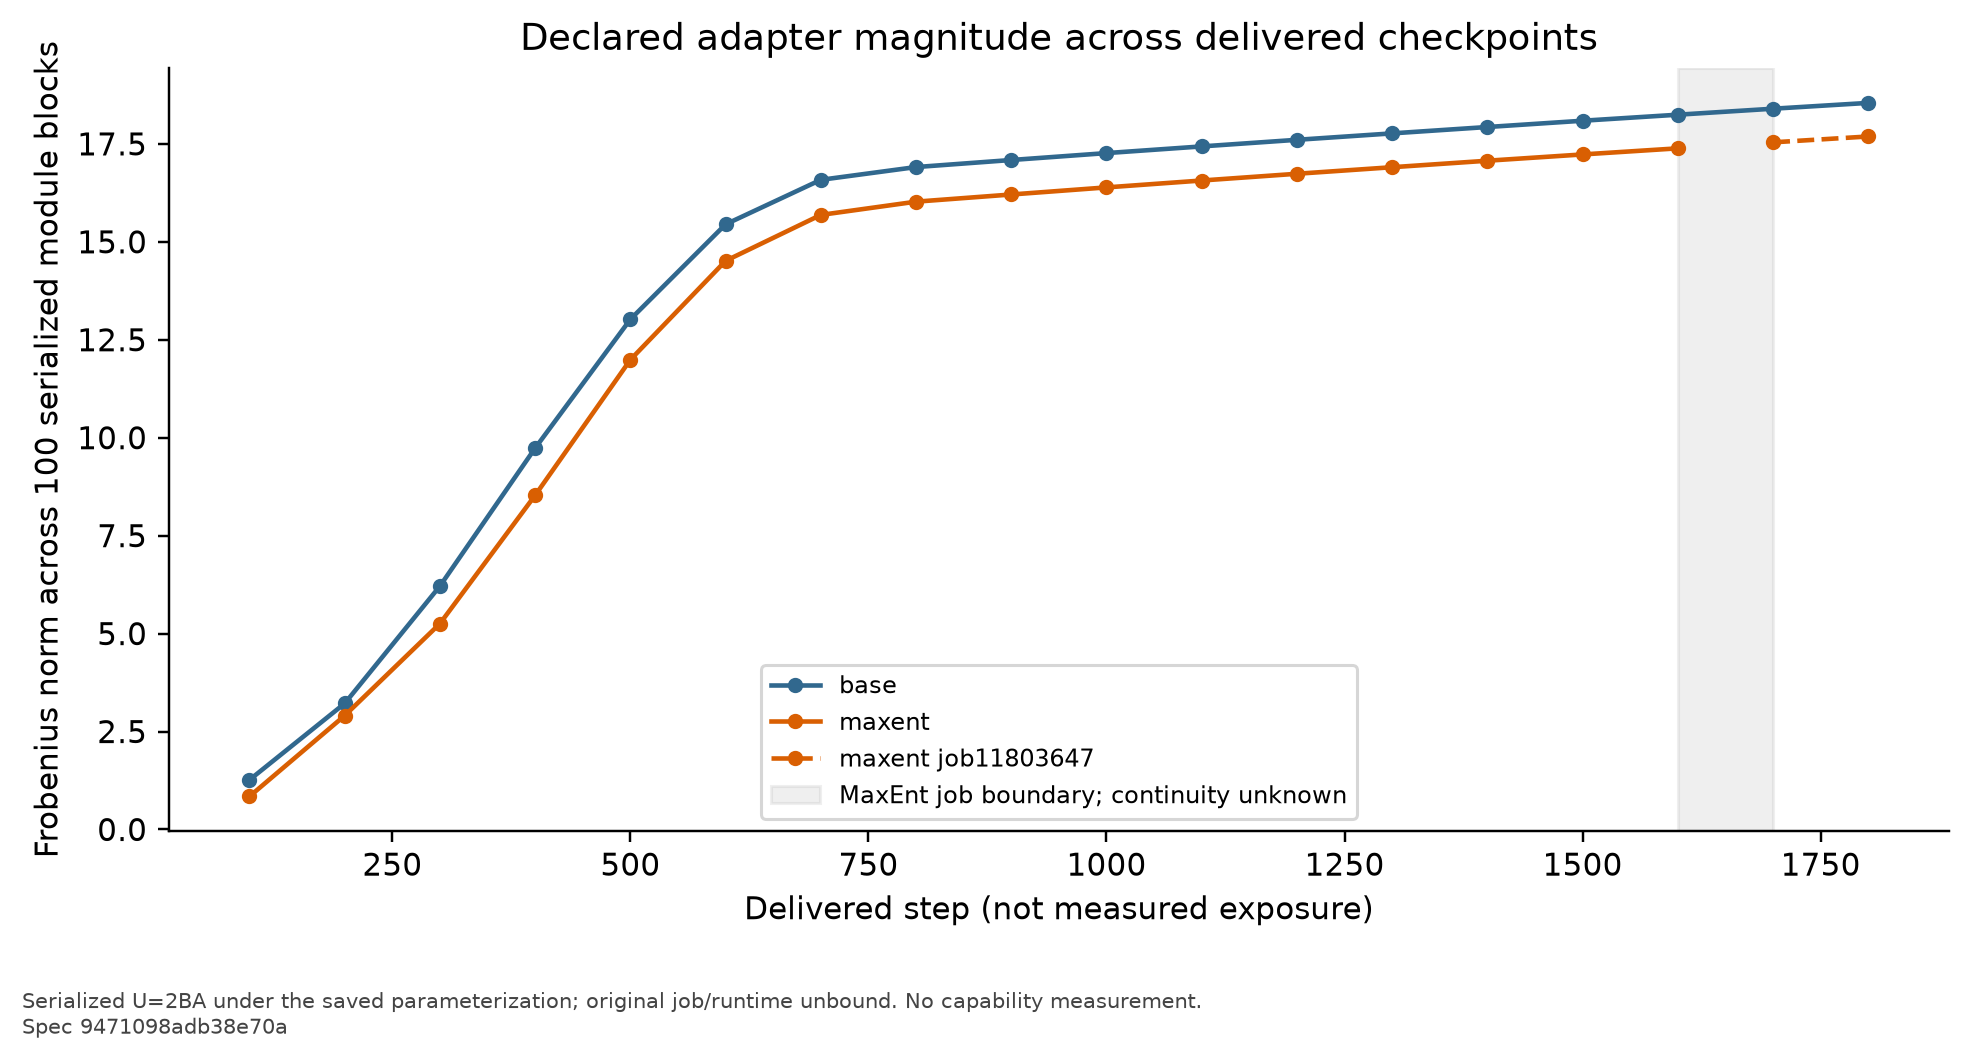 Declared adapter magnitude across delivered checkpoints
Frobenius norm across 100 serialized module blocks
17.5
15.0
12.5
10.0
7.5
5.0
2.5
0.0
base
maxent
maxent job11803647
MaxEnt job boundary; continuity unknown
250
500
750
1000
1250
1500
1750
Delivered step (not measured exposure)
Serialized U=2BA under the saved parameterization; original job/runtime unbound. No capability measurement.
Spec 9471098adb38e70a